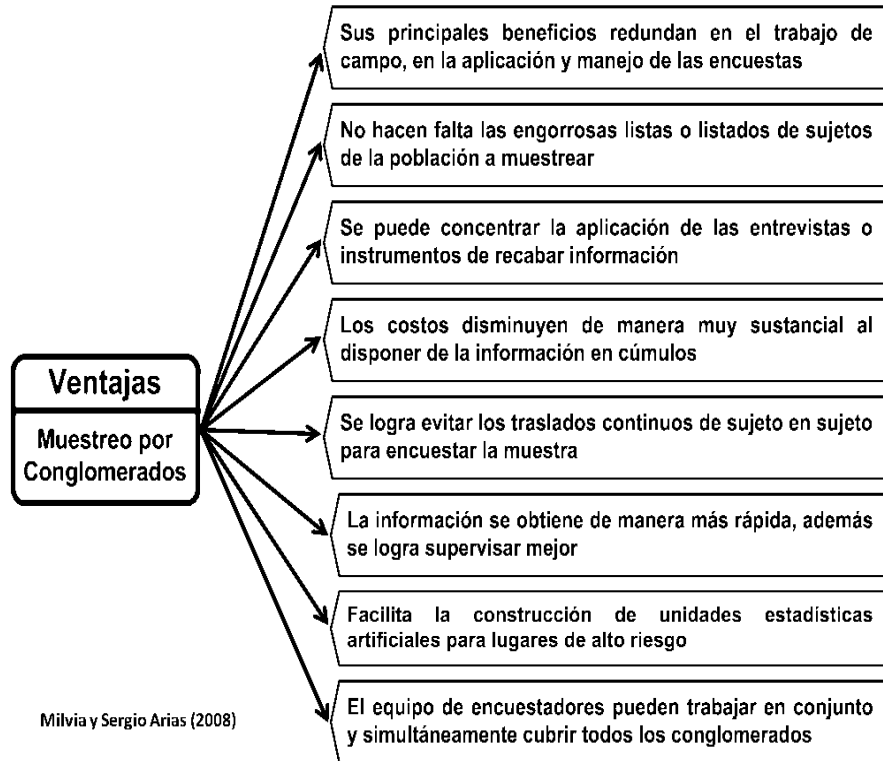 Ventajas
Muestreo por
Conglomerados
Sus principales beneficios redundan en el trabajo de
campo, en la aplicación y manejo de las encuestas
No hacen falta las engorrosas listas o listados de sujetos
de la población a muestrear
Se puede concentrar la aplicación de las entrevistas o
instrumentos de recabar información
Los costos disminuyen de manera muy sustancial al
disponer de la información en cúmulos
Se logra evitar los traslados continuos de sujeto en sujeto
para encuestar la muestra
La información se obtiene de manera más rápida, además
se logra supervisar mejor
Facilita la construcción de unidades estadísticas
artificiales para lugares de alto riesgo
El equipo de encuestadores pueden trabajar en conjunto
y simultáneamente cubrir todos los conglomerados
Milvia y Sergio Arias (2008)